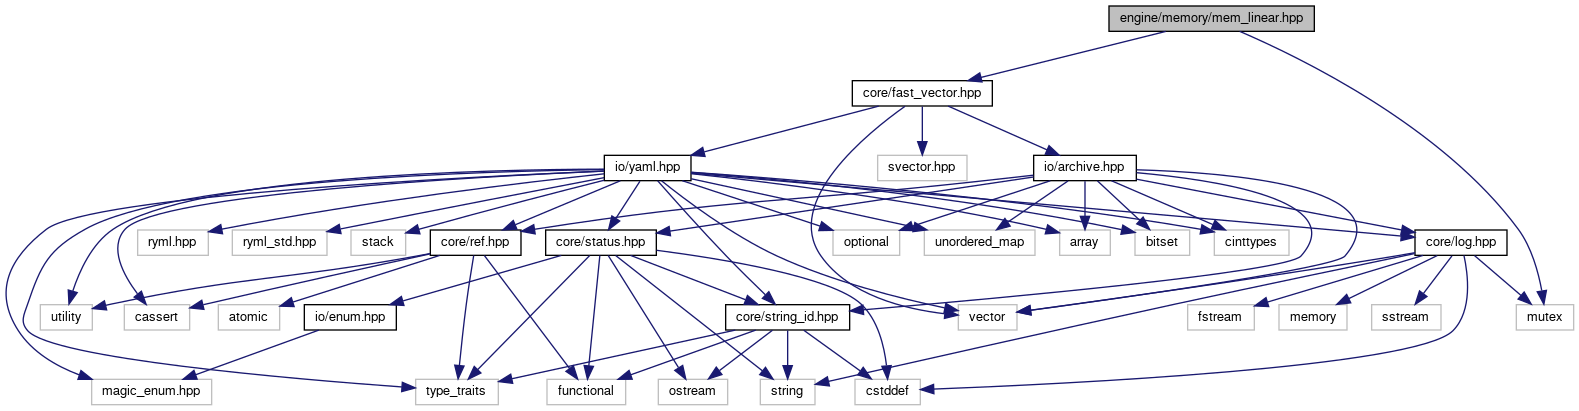 engine/memory/mem_linear.hpp
core/fast_vector.hpp
io/yaml.hpp
svector.hpp
io/archive.hpp
ryml.hpp
ryml_std.hpp
stack
core/ref.hpp
core/status.hpp
optional
unordered_map
array
bitset
cinttypes
core/log.hpp
utility
cassert
atomic
io/enum.hpp
core/string_id.hpp
vector
fstream
memory
sstream
mutex
magic_enum.hpp
type_traits
functional
ostream
string
cstddef